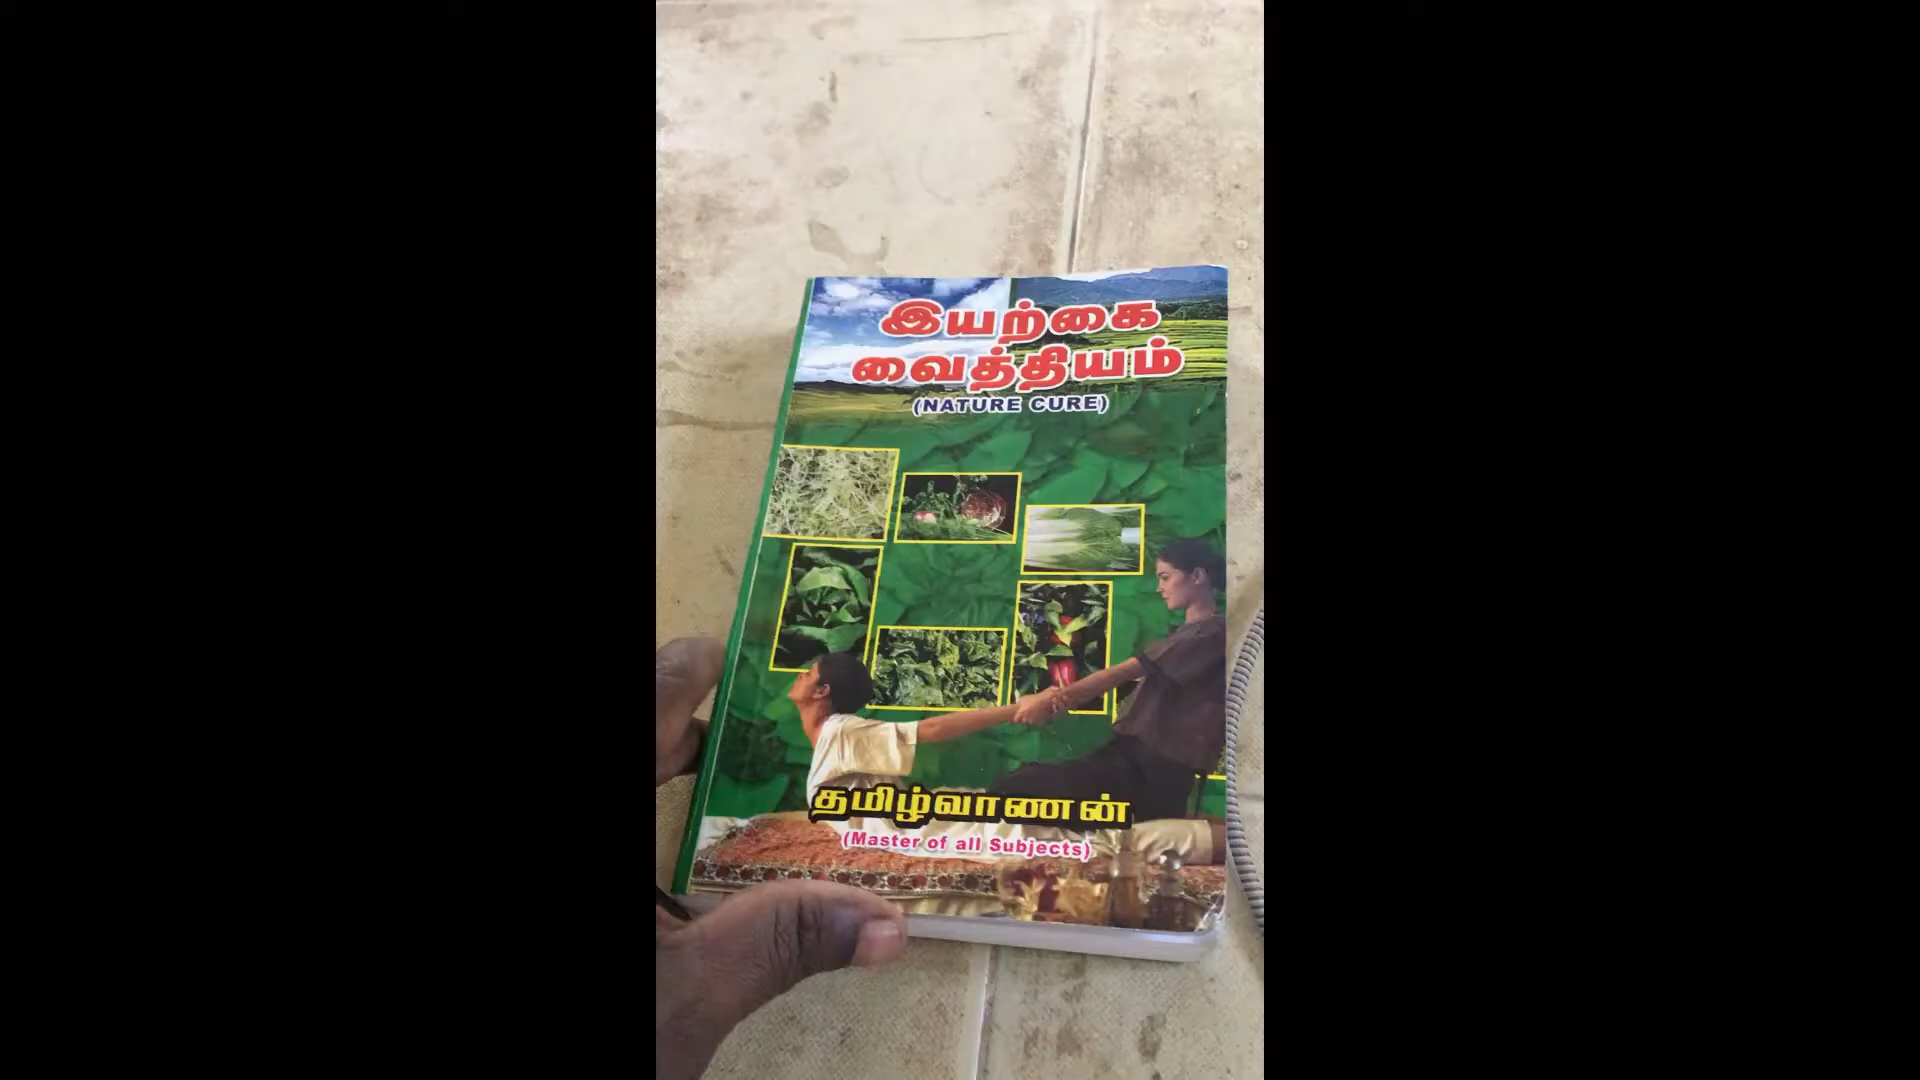 இயற்கை
வைத்தியம்
(NATURE CURE)
தமிழ்வாணன்
(Master of all Subjects)